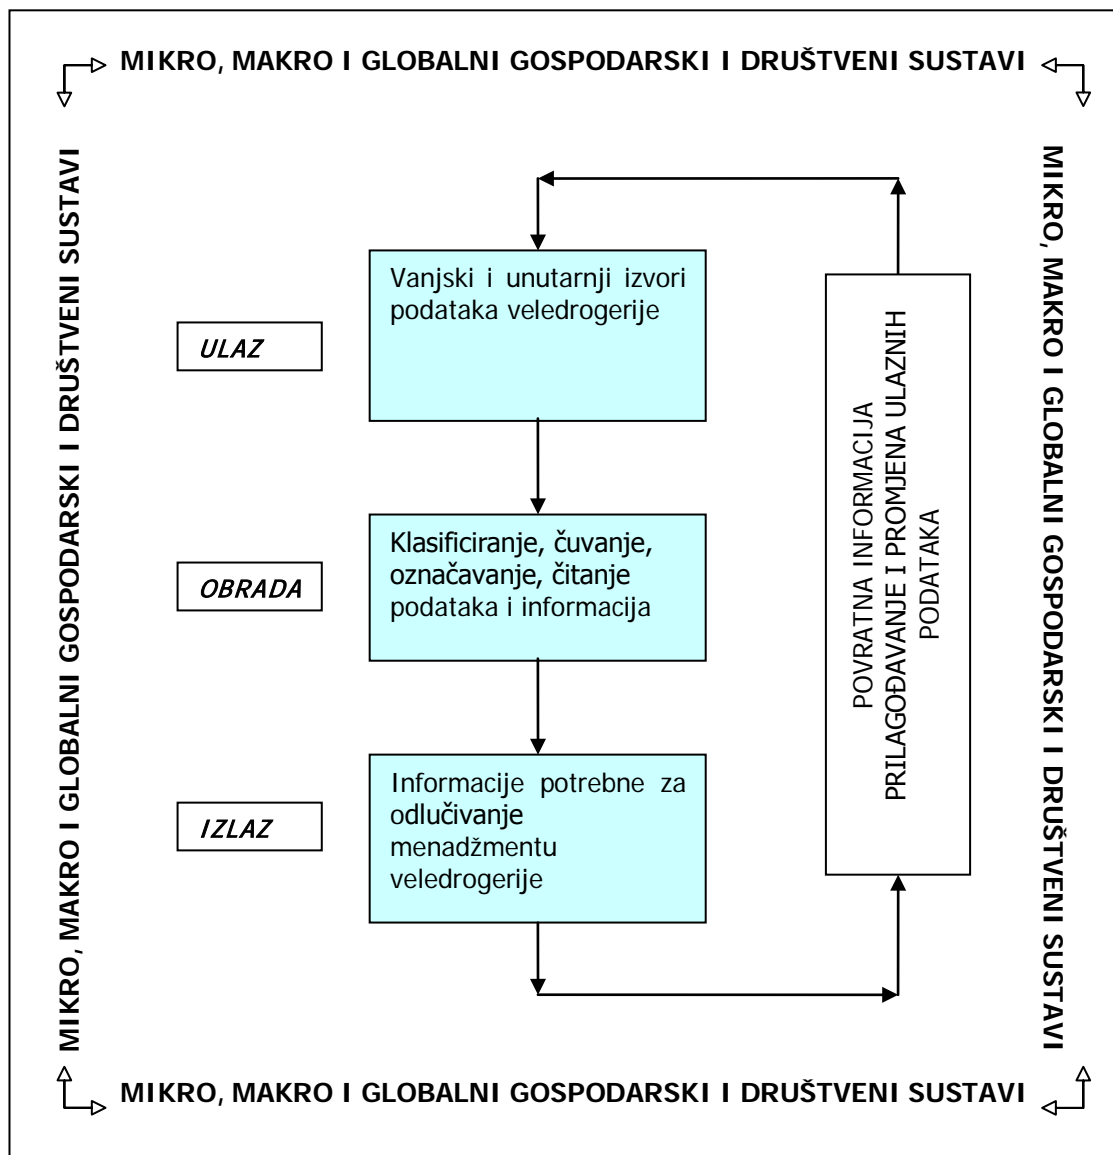 MIKRO, MAKRO I GLOBALNI GOSPODARSKI I DRUŠTVENI SUSTAVI
MIKRO, MAKRO I GLOBALNI GOSPODARSKI I DRUŠTVENI SUSTAVI
ULAZ
Vanjski i unutarnji izvori
podataka veledrogerije
OBRADA
Klasificiranje, čuvanje,
označavanje, čitanje
podataka i informacija
IZLAZ
Informacije potrebne za
odlučivanje
menadžmentu
veledrogerije
POVRATNA INFORMACIJA
PRILAGOĐAVANJE I PROMJENA ULAZNIH
PODATAKA
MIKRO, MAKRO I GLOBALNI GOSPODARSKI I DRUŠTVENI SUSTAVI
MIKRO, MAKRO I GLOBALNI GOSPODARSKI I DRUŠTVENI SUSTAVI